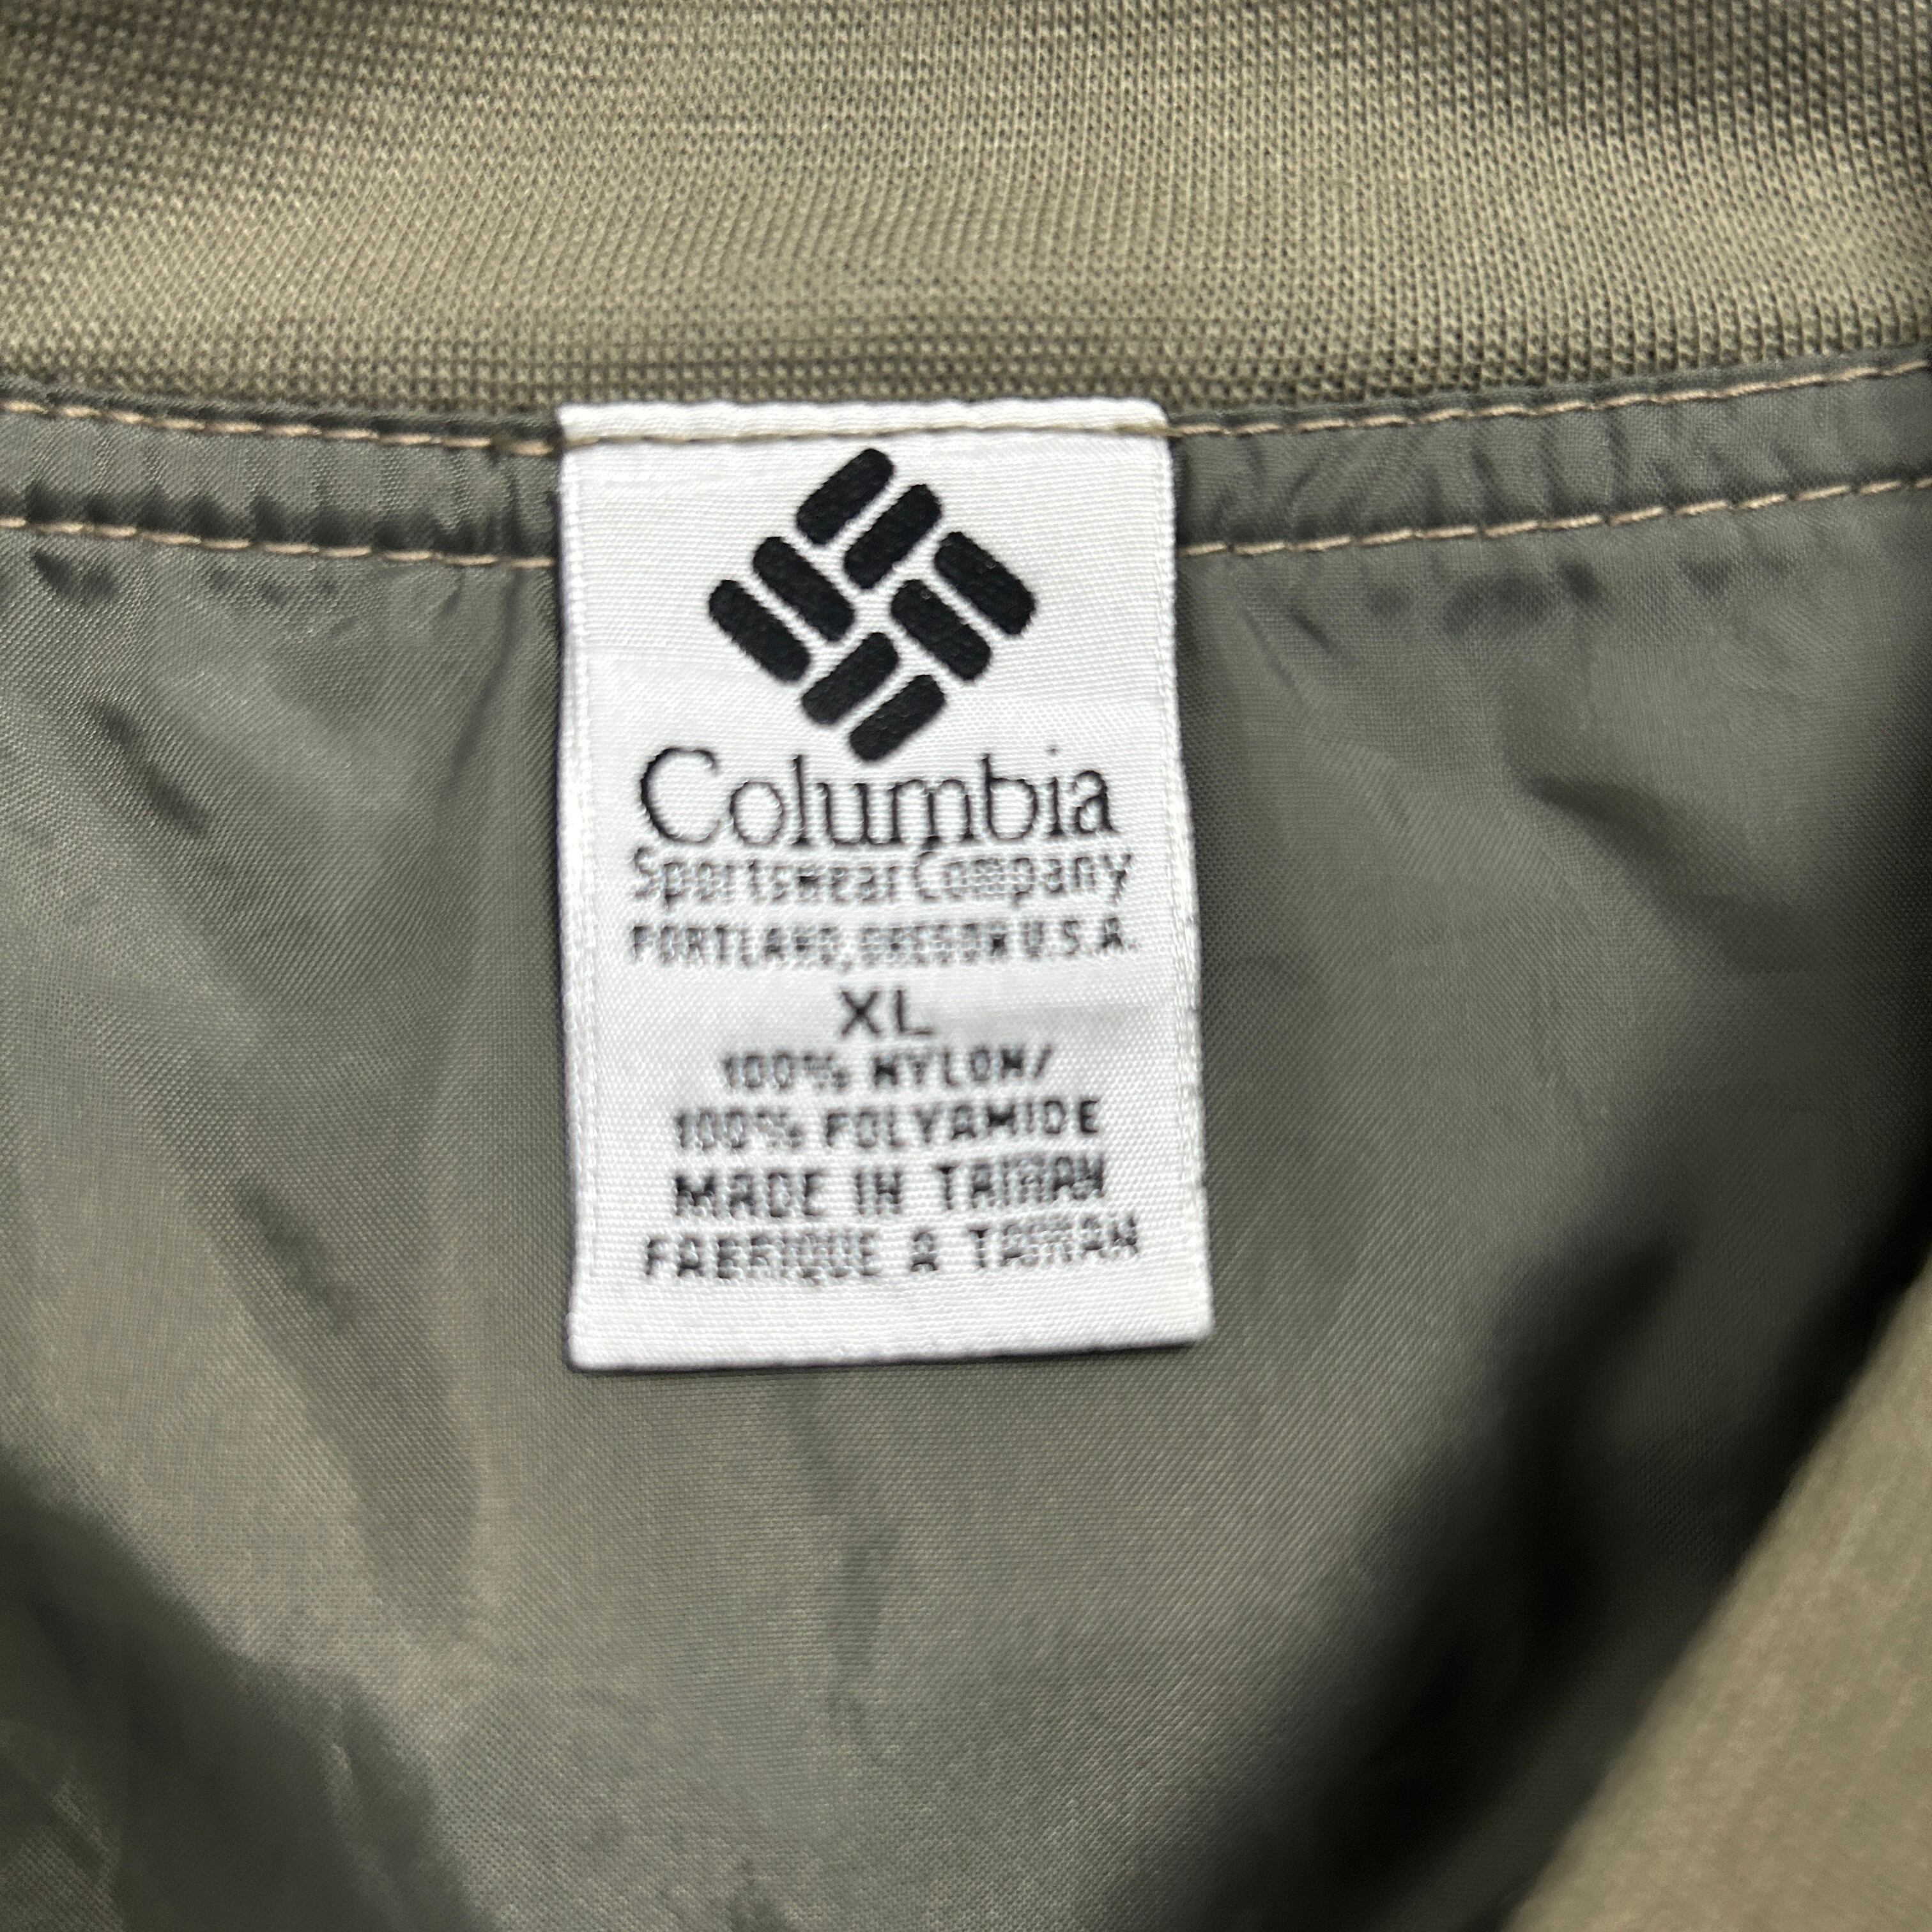 Columbia
Sportswear Company
PORTLAND, OREGON U.S.A.
XL
100% NYLON/
100% POLYAMIDE
MADE IN TAIWAN
FABRIQUE A TAIWAN